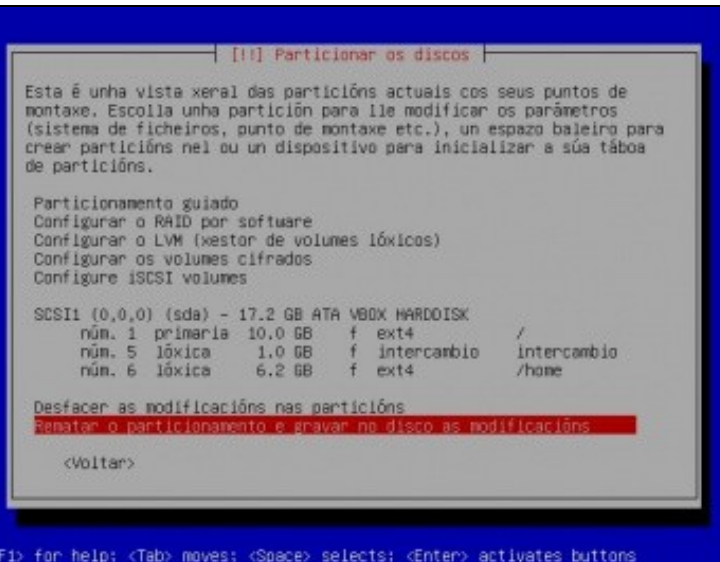 [!!] Particionar os discos
Esta é unha vista xeral das particións actuais cos seus puntos de
montaxe. Escolla unha partición para lle modificar os parámetros
(sistema de ficheiros, punto de montaxe etc.), un espazo baleiro para
crear particións nel ou un dispositivo para inicializar a súa táboa
de particións.
Particionamento guiado
Configurar o RAID por software
Configurar o LVM (xestor de volumes lóxicos)
Configurar os volumes cifrados
Configure iSCSI volumes
SCSI1 (0,0,0) (sda) - 17.2 GB ATA VBOX HARDDISK
núm. 1 primaria 10.0 GB f ext4 /
núm. 5 lóxica 1.0 GB f intercambio intercambio
núm. 6 lóxica 6.2 GB f ext4 /home
Desfacer as modificacións nas particións
Rematar o particionamento e gravar no disco as modificacións
<Voltar>
F1> for help; <Tab> moves; <Space> selects; <Enter> activates buttons